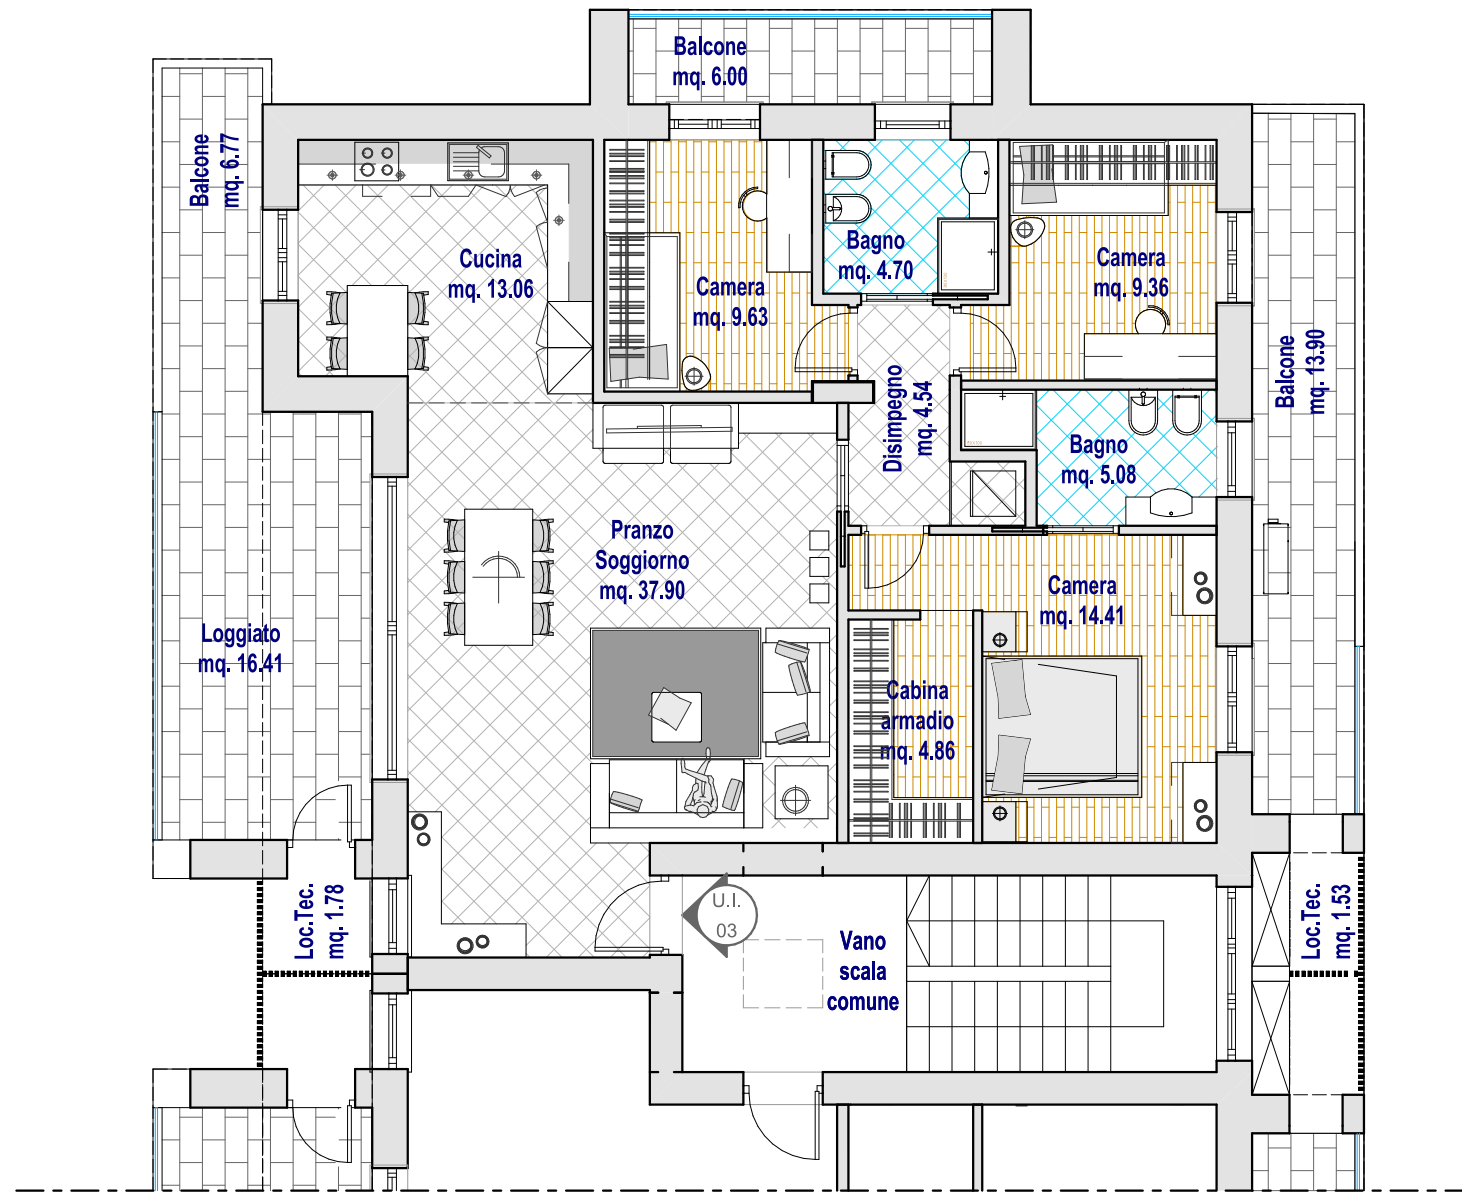 Balcone
mq. 6.00
Balcone
mq. 6.77
Cucina
mq. 13.06
Camera
mq. 9.63
Bagno
mq. 4.70
Camera
mq. 9.36
Balcone
mq. 13.90
Disimpegno
mq. 4.54
Bagno
mq. 5.08
Pranzo
Soggiorno
mq. 37.90
Camera
mq. 14.41
Loggiato
mq. 16.41
Cabina
armadio
mq. 4.86
Loc.Tec.
mq. 1.78
U.I.
03
Vano
scala
comune
Loc.Tec.
mq. 1.53